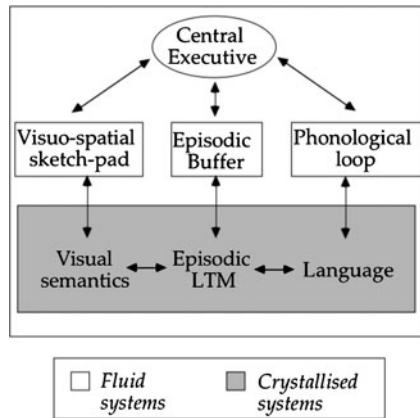 Central
Executive
Visuo-spatial
sketch-pad
Episodic
Buffer
Phonological
loop
Visual
semantics
Episodic
LTM
Language
Fluid
systems
Crystallised
systems